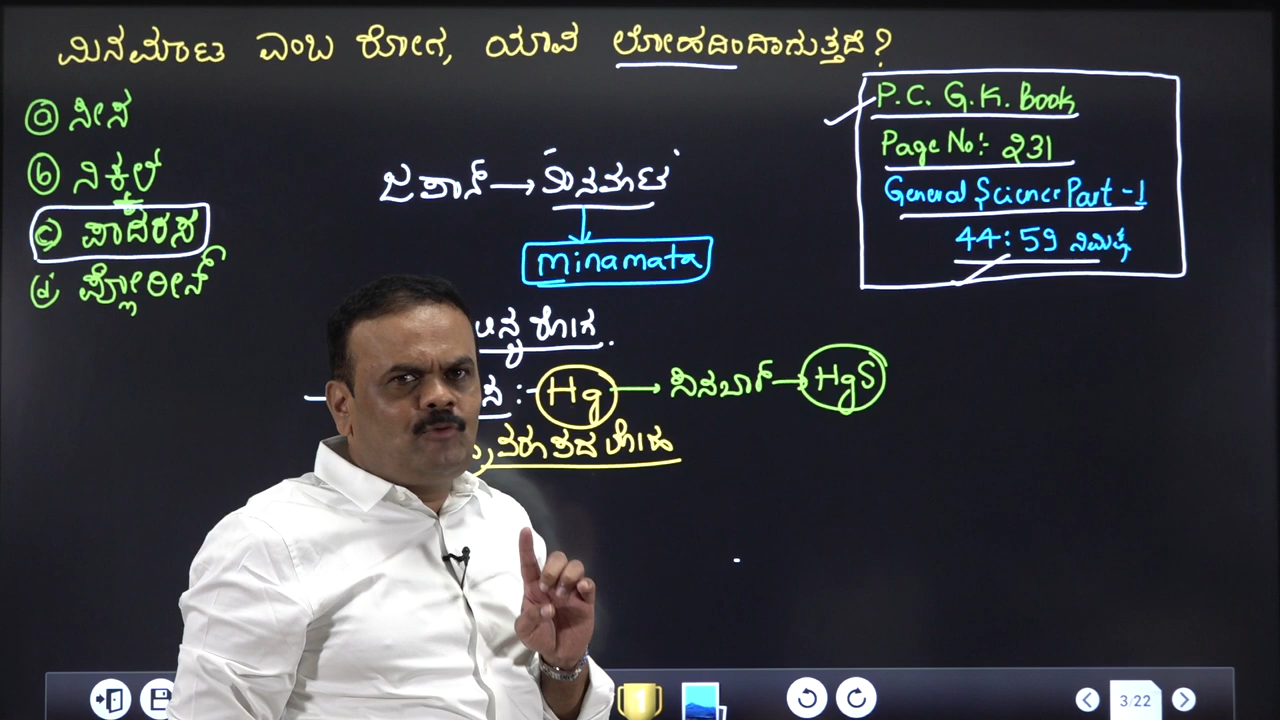 ಮಿನಮಾಟ ಎಂಬ ರೋಗ, ಯಾವ ಲೋಹದಿಂದಾಗುತ್ತದೆ?
ⓐ ಸೀಸ
ⓑ ನಿಕ್ಕಲ್
ⓒ ಪಾದರಸ
ⓓ ಪ್ಲೋರೀನ್
ಜಪಾನ್ → ಮಿನಮಾಟ
minamata
P.C. G.K. Book
Page No:- 231
General Science Part -1
44:59 ನಿಮಿಷ
ರೋಗ.
ಸ :- Hg → ಸಿನಬಾರ್ → HgS
ದ ಲೋಹ
3/22